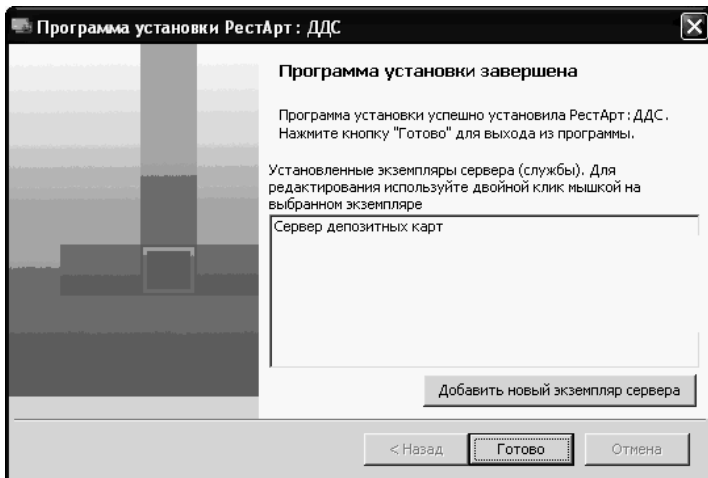 Программа установки РестАрт: ДДС
Программа установки завершена
Программа установки успешно установила РестАрт: ДДС.
Нажмите кнопку "Готово" для выхода из программы.
Установленные экземпляры сервера (службы). Для
редактирования используйте двойной клик мышкой на
выбранном экземпляре
Сервер депозитных карт
Добавить новый экземпляр сервера
< Назад
Готово
Отмена